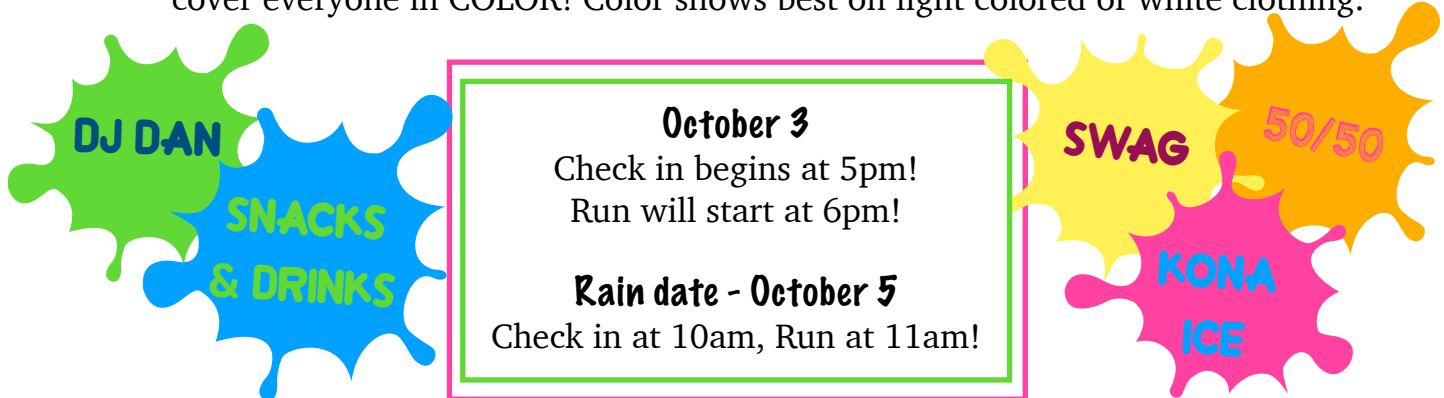 cover everyone in COLOR! Color shows best on light colored or white clothing.
DJ DAN
SNACKS
& DRINKS
October 3
Check in begins at 5pm!
Run will start at 6pm!
Rain date - October 5
Check in at 10am, Run at 11am!
SWAG
50/50
KONA
ICE